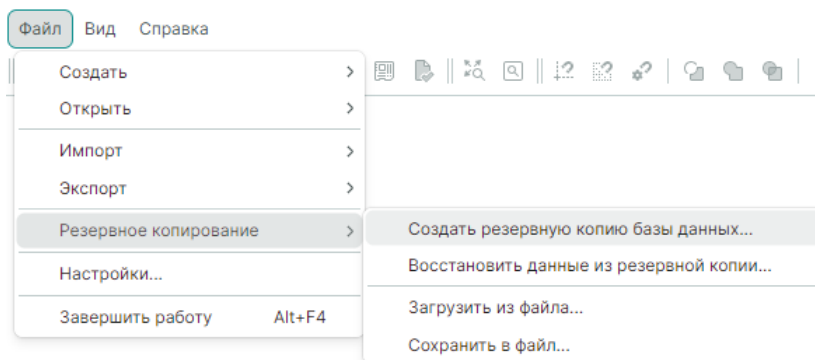 Файл Вид Справка
Создать
Открыть
Импорт
Экспорт
Резервное копирование
Настройки...
Завершить работу Alt+F4
Создать резервную копию базы данных...
Восстановить данные из резервной копии...
Загрузить из файла...
Сохранить в файл...